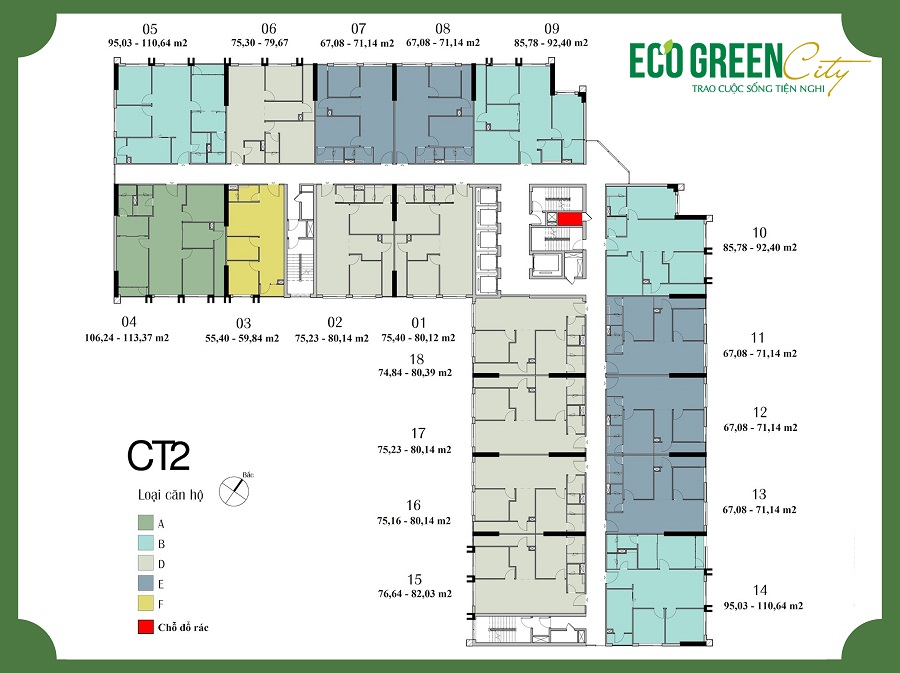 05
95,03 - 110,64 m2
06
75,30 - 79,67
07
67,08 - 71,14 m2
08
67,08 - 71,14 m2
09
85,78 - 92,40 m2
ECO GREEN City
TRAO CUỘC SỐNG TIỆN NGHI
10
85,78 - 92,40 m2
04
106,24 - 113,37 m2
03
55,40 - 59,84 m2
02
75,23 - 80,14 m2
01
75,40 - 80,12 m2
18
74,84 - 80,39 m2
11
67,08 - 71,14 m2
12
67,08 - 71,14 m2
17
75,23 - 80,14 m2
13
67,08 - 71,14 m2
16
75,16 - 80,14 m2
15
76,64 - 82,03 m2
14
95,03 - 110,64 m2
CT2
Bắc
Loại căn hộ
A
B
D
E
F
Chỗ đổ rác